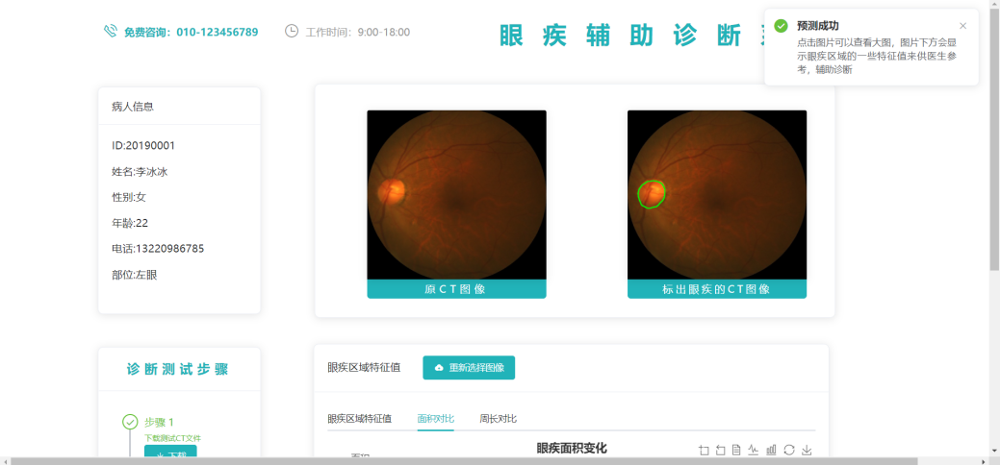 免费咨询：010-123456789
工作时间：9:00-18:00
眼疾辅助诊断
预测成功
点击图片可以查看大图，图片下方会显
示眼疾区域的一些特征值来供医生参
考，辅助诊断
病人信息
ID:20190001
姓名:李冰冰
性别:女
年龄:22
电话:13220986785
部位:左眼
原CT图像
标出眼疾的CT图像
诊断测试步骤
步骤 1
下载测试CT文件
下载
眼疾区域特征值
重新选择图像
眼疾区域特征值
面积对比
周长对比
面积
眼疾面积变化